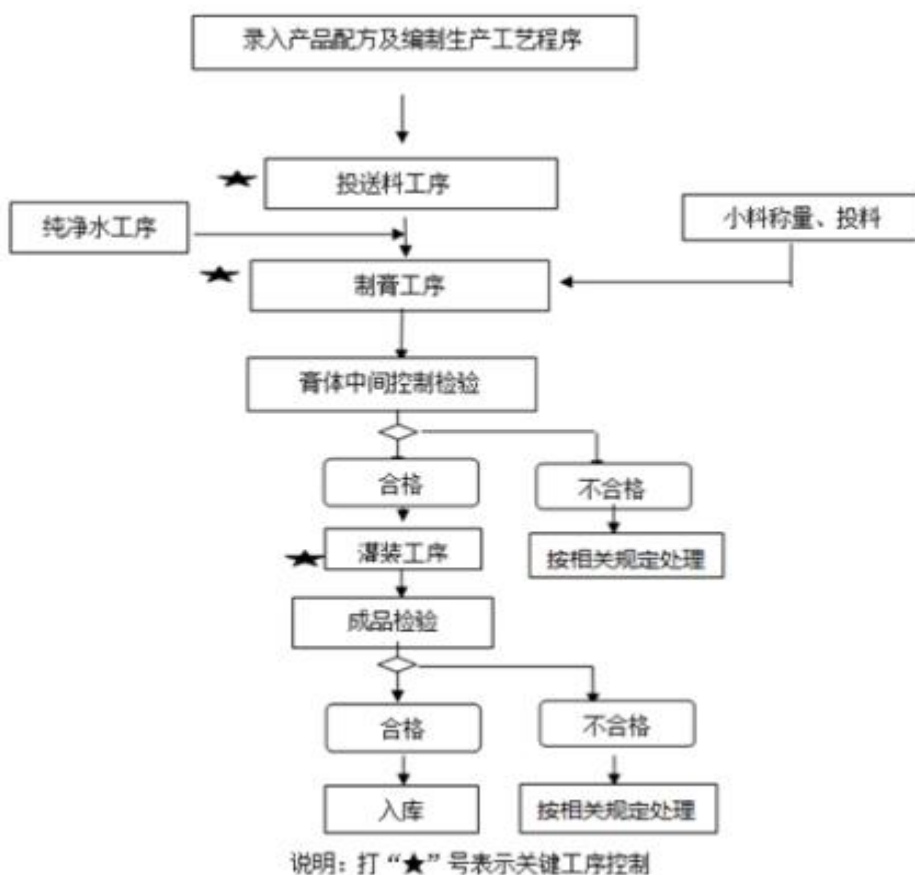 录入产品配方及编制生产工艺程序
★ 投送料工序
纯净水工序
小料称量、投料
★ 制膏工序
膏体中间控制检验
合格
不合格
★ 灌装工序
按相关规定处理
成品检验
合格
不合格
入库
按相关规定处理
说明：打“★”号表示关键工序控制